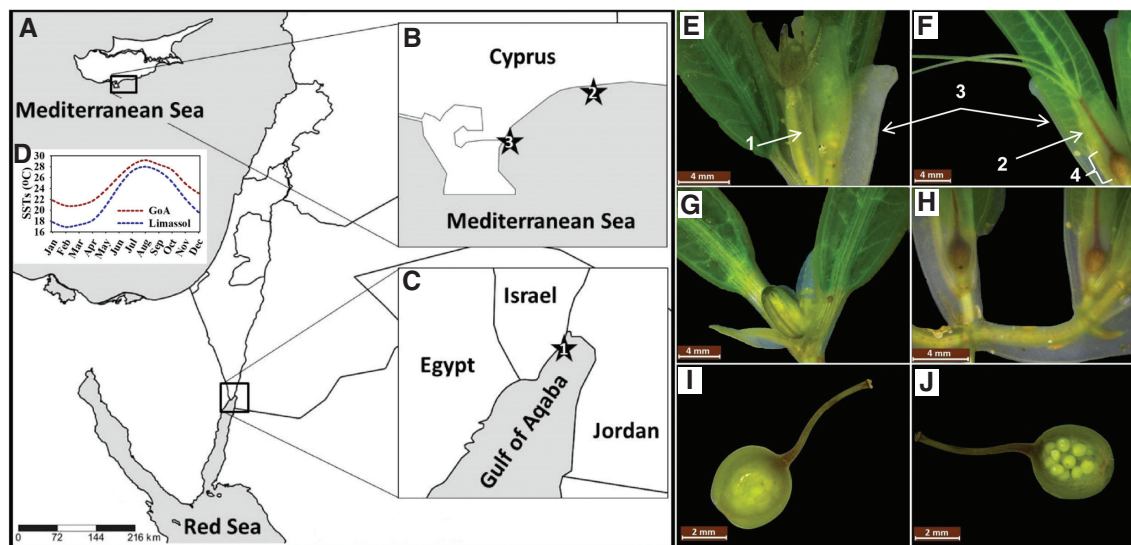 A
Mediterranean Sea
D
SSTs (ºC)
30
28
26
24
22
20
18
16
GoA
Limassol
Jan
Feb
Mar
Apr
May
Jun
Jul
Aug
Sep
Oct
Nov
Dec
Red Sea
0 72 144 216 km
B
Cyprus
2
3
Mediterranean Sea
C
Israel
1
Egypt
Gulf of Aqaba
Jordan
E
1
3
4 mm
F
2
4
4 mm
G
4 mm
H
4 mm
I
2 mm
J
2 mm